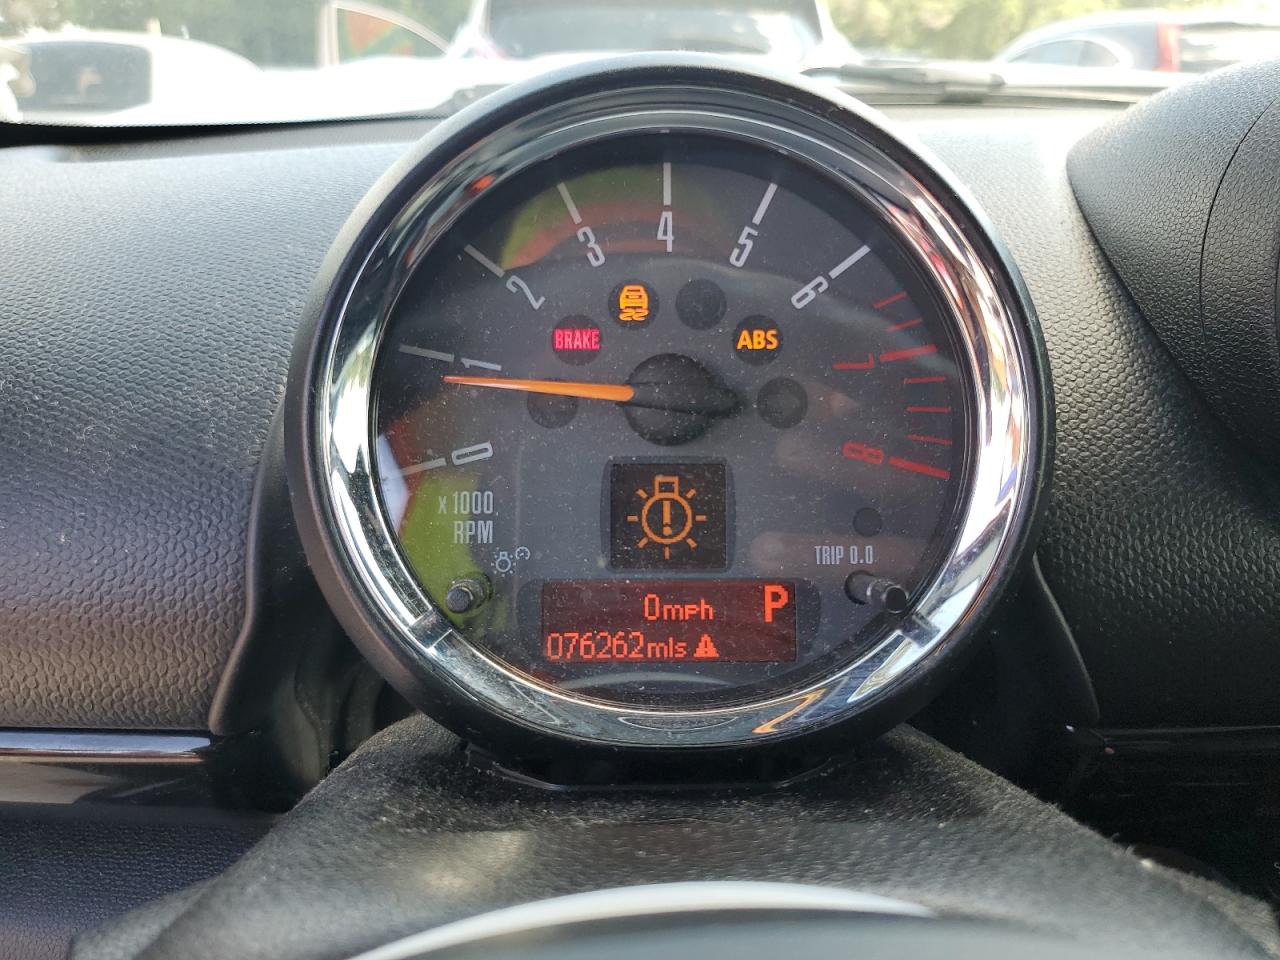 4
3
5
2
6
BRAKE
ABS
1
7
0
8
x 1000
RPM
TRIP 0.0
0mph P
076262mls